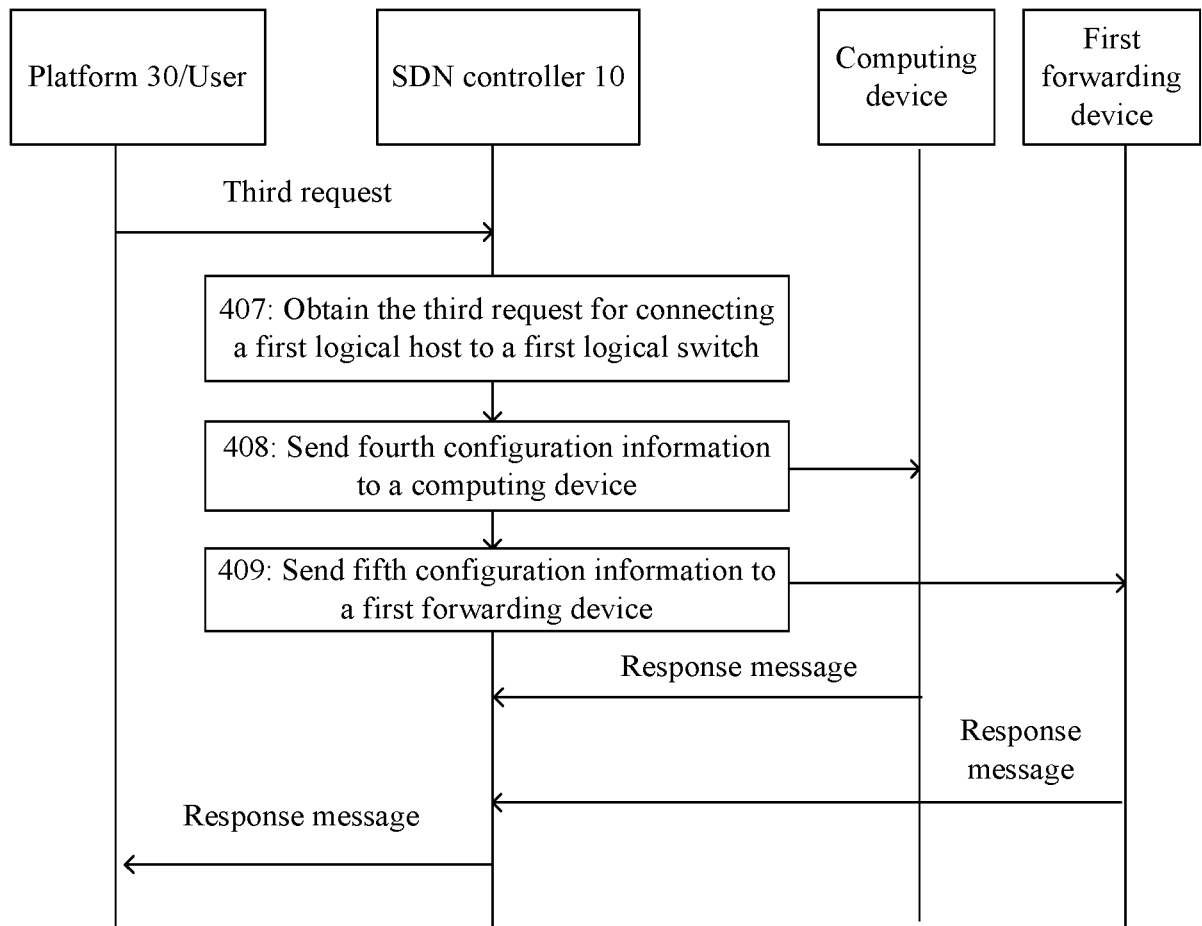 Platform 30/User
SDN controller 10
Computing
device
First
forwarding
device
Third request
407: Obtain the third request for connecting
a first logical host to a first logical switch
408: Send fourth configuration information
to a computing device
409: Send fifth configuration information to
a first forwarding device
Response message
Response
message
Response message